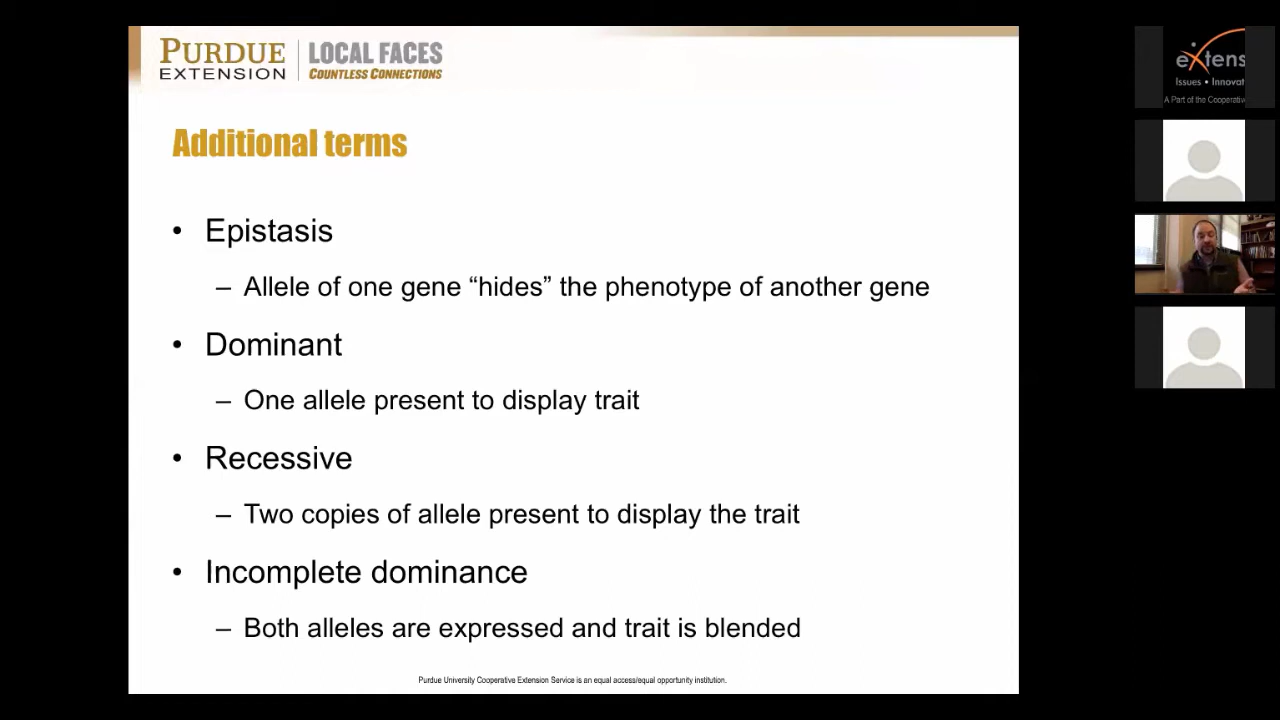 PURDUE
EXTENSION
LOCAL FACES
COUNTLESS CONNECTIONS
Additional terms
• Epistasis
– Allele of one gene “hides” the phenotype of another gene
• Dominant
– One allele present to display trait
• Recessive
– Two copies of allele present to display the trait
• Incomplete dominance
– Both alleles are expressed and trait is blended
Purdue University Cooperative Extension Service is an equal access/equal opportunity institution.
eXtens
Issues • Innovat
A Part of the Cooperativ